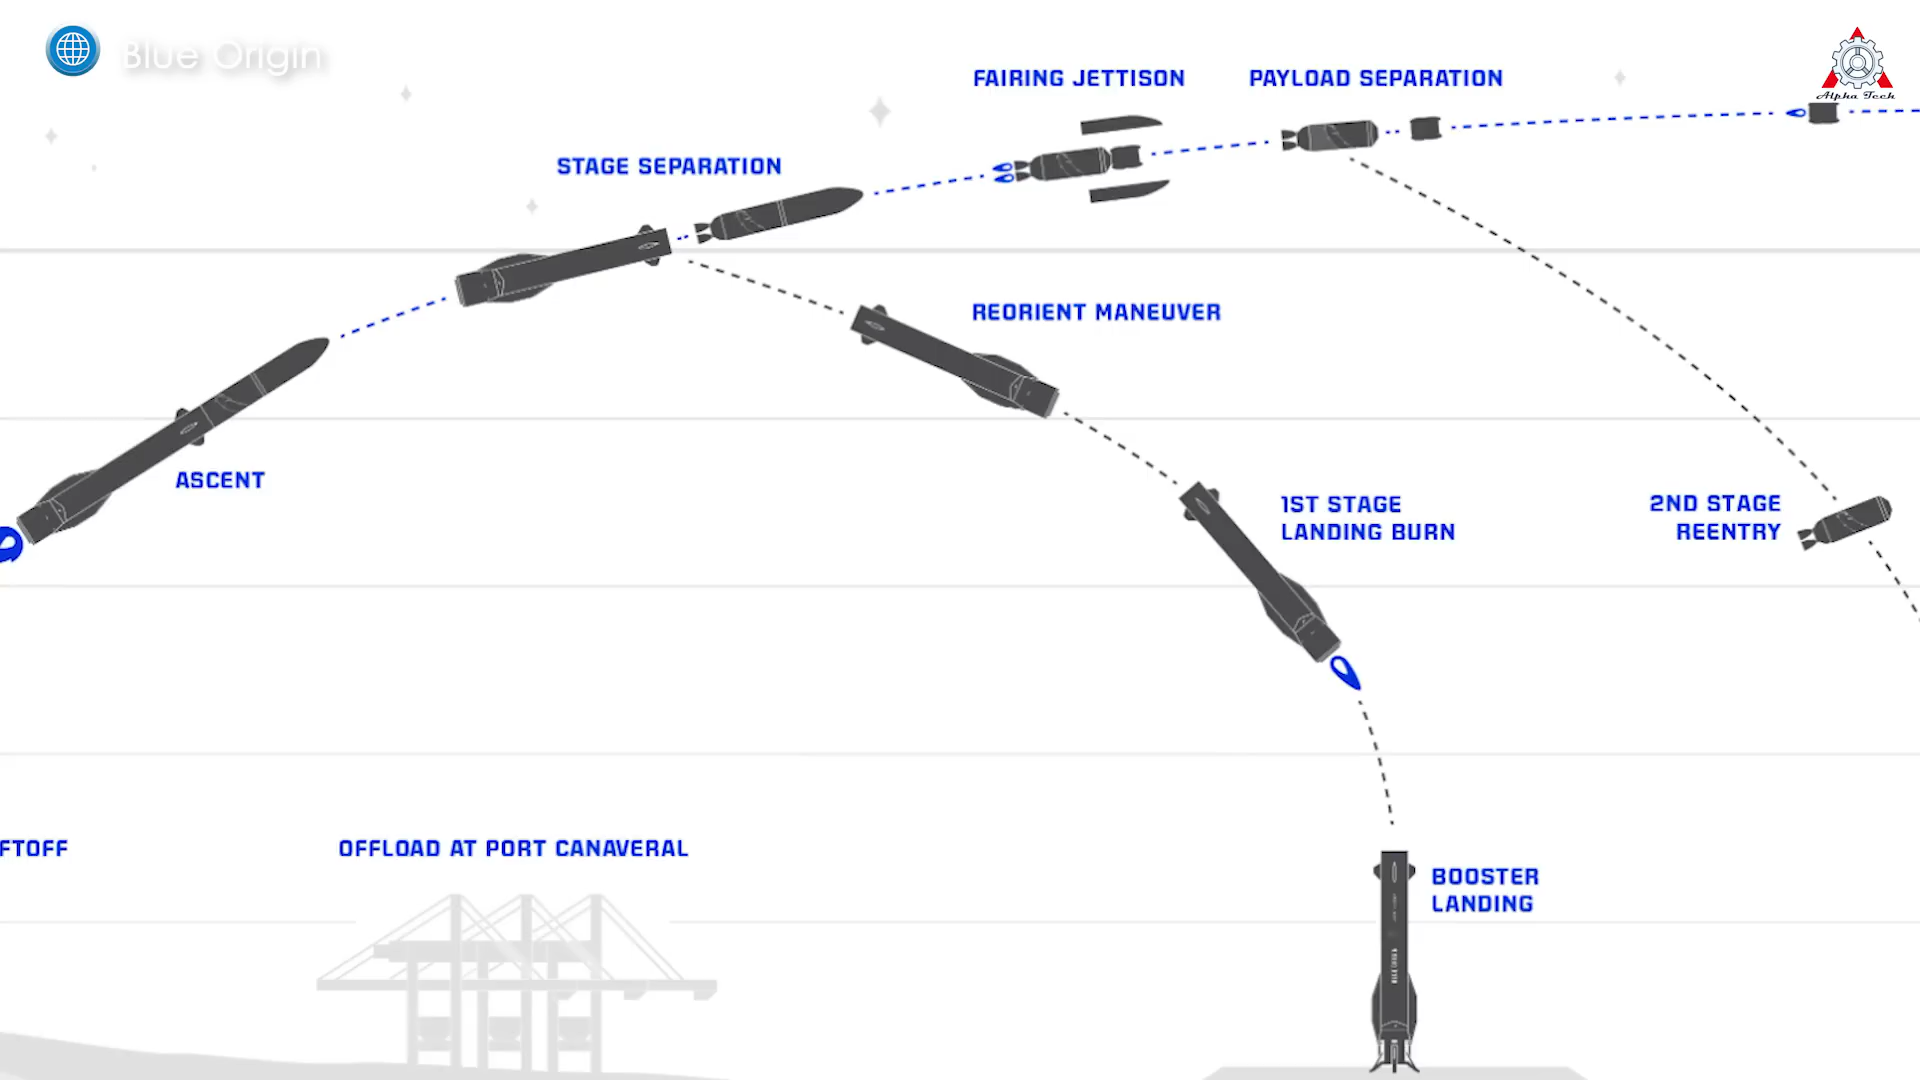 Blue Origin
Alpha Tech
FAIRING JETTISON
PAYLOAD SEPARATION
STAGE SEPARATION
REORIENT MANEUVER
ASCENT
1ST STAGE
LANDING BURN
2ND STAGE
REENTRY
FTOFF
OFFLOAD AT PORT CANAVERAL
BOOSTER
LANDING